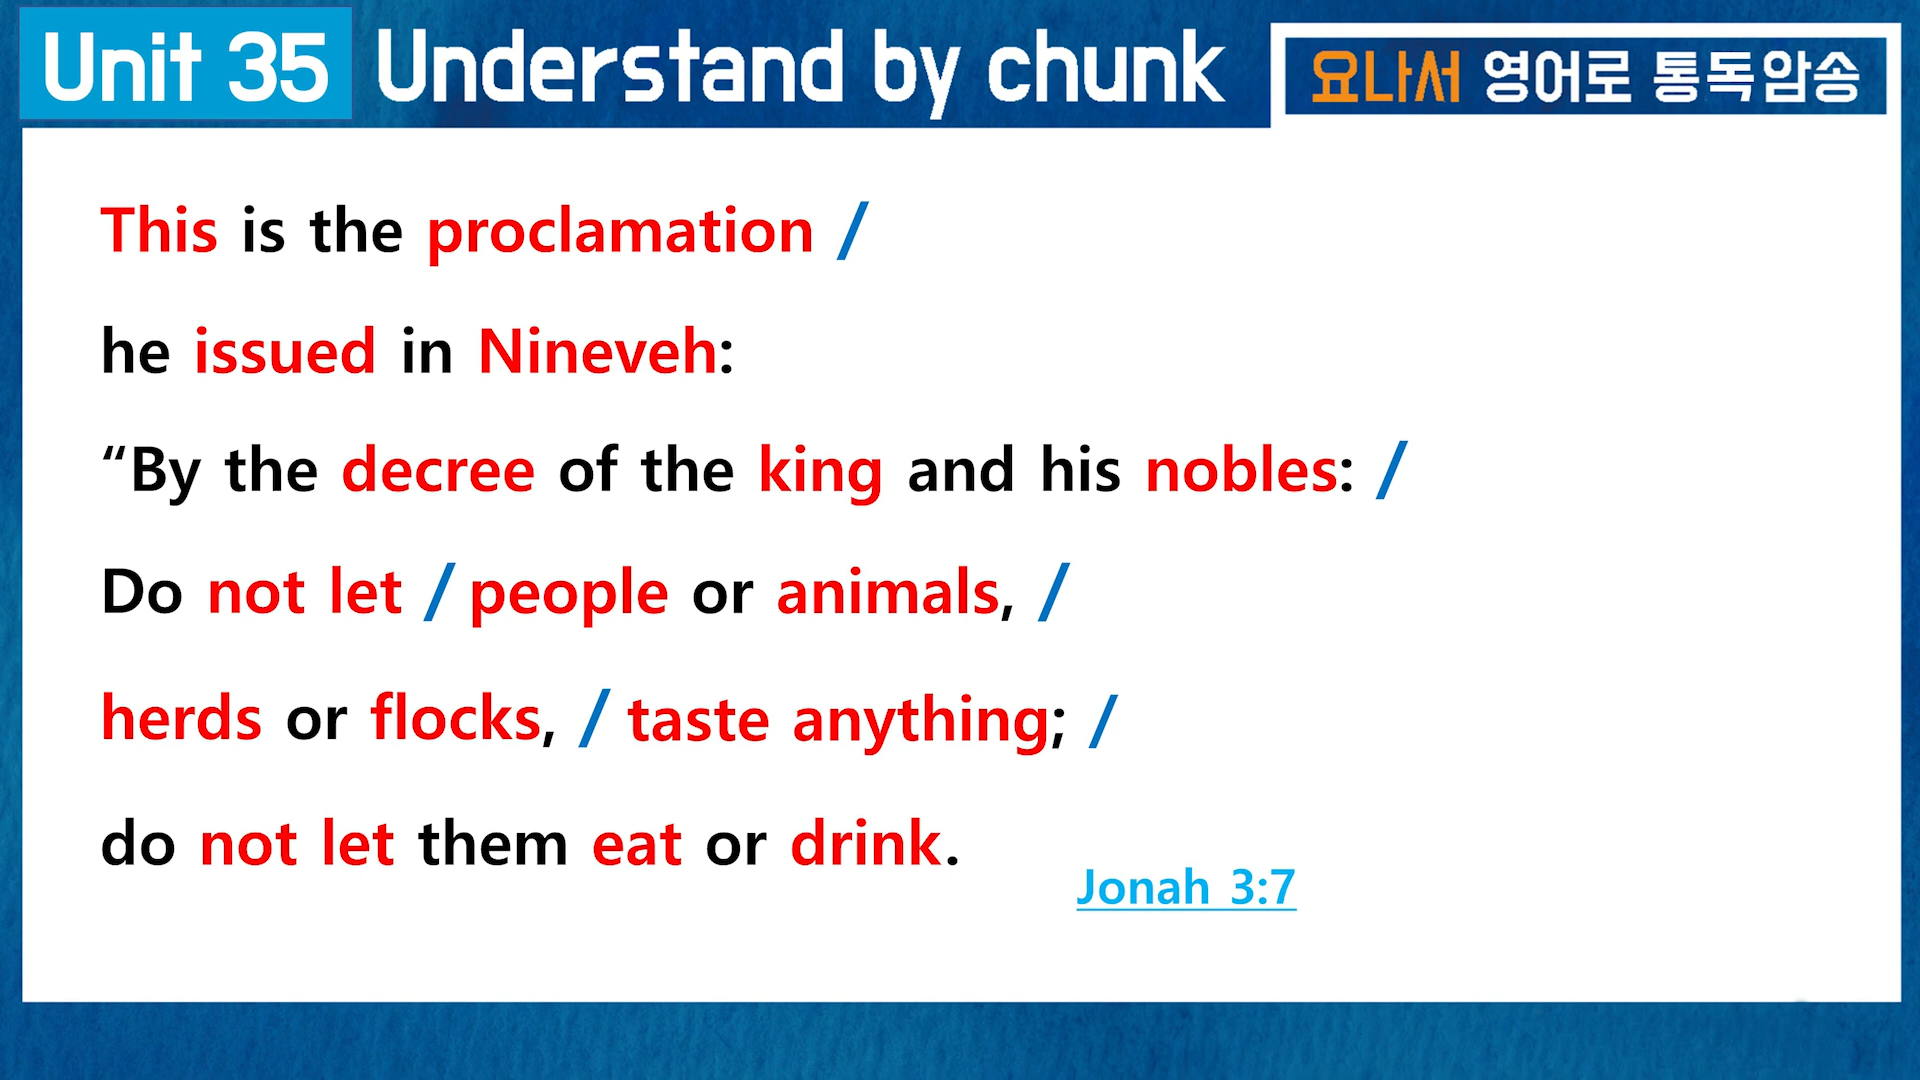 Unit 35 Understand by chunk
요나서 영어로 통독암송
This is the proclamation /
he issued in Nineveh:
“By the decree of the king and his nobles: /
Do not let / people or animals, /
herds or flocks, / taste anything; /
do not let them eat or drink.
Jonah 3:7